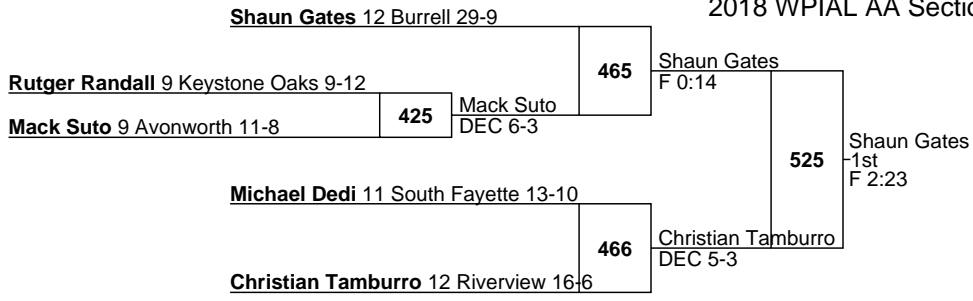 2018 WPIAL AA Sectio
Shaun Gates 12 Burrell 29-9
465
Shaun Gates
F 0:14
Rutger Randall 9 Keystone Oaks 9-12
425
Mack Suto
DEC 6-3
Mack Suto 9 Avonworth 11-8
525
Shaun Gates
1st
F 2:23
Michael Dedi 11 South Fayette 13-10
466
Christian Tamburro
DEC 5-3
Christian Tamburro 12 Riverview 16-6